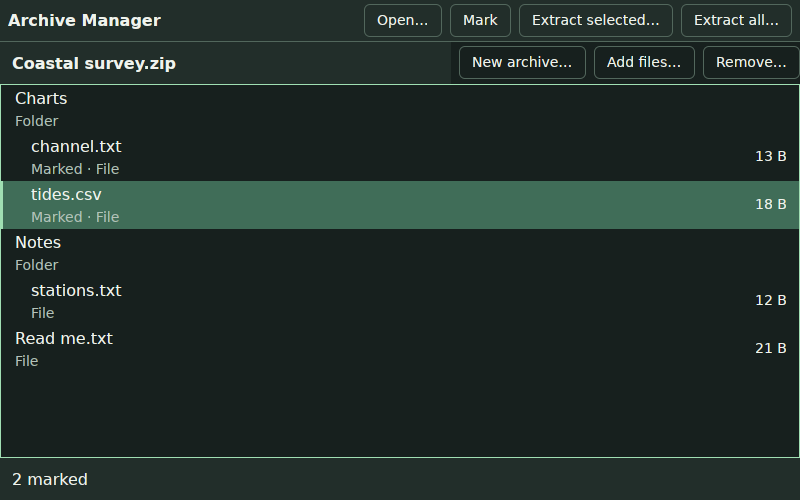 Archive Manager
Open…
Mark
Extract selected…
Extract all…
Coastal survey.zip
New archive…
Add files…
Remove…
Charts
Folder
channel.txt
Marked · File
13 B
tides.csv
Marked · File
18 B
Notes
Folder
stations.txt
File
12 B
Read me.txt
File
21 B
2 marked